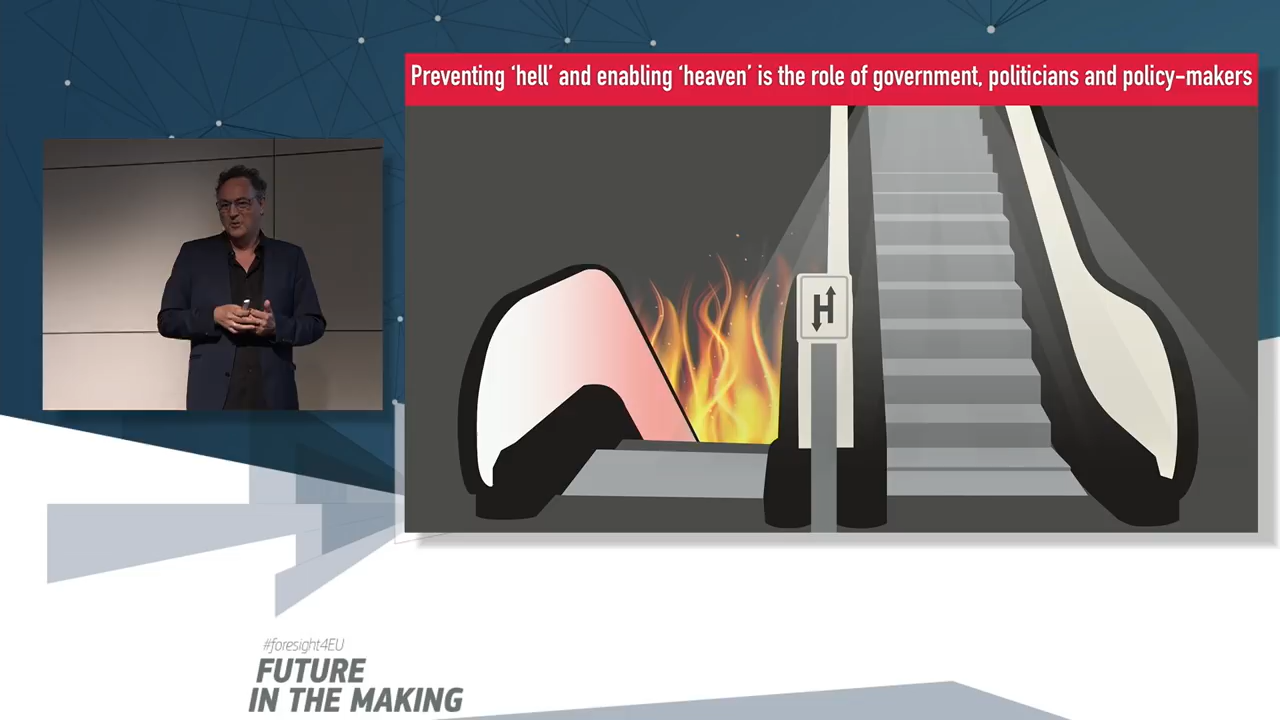 Preventing ‘hell’ and enabling ‘heaven’ is the role of government, politicians and policy-makers
H
#foresight4EU
FUTURE
IN THE MAKING